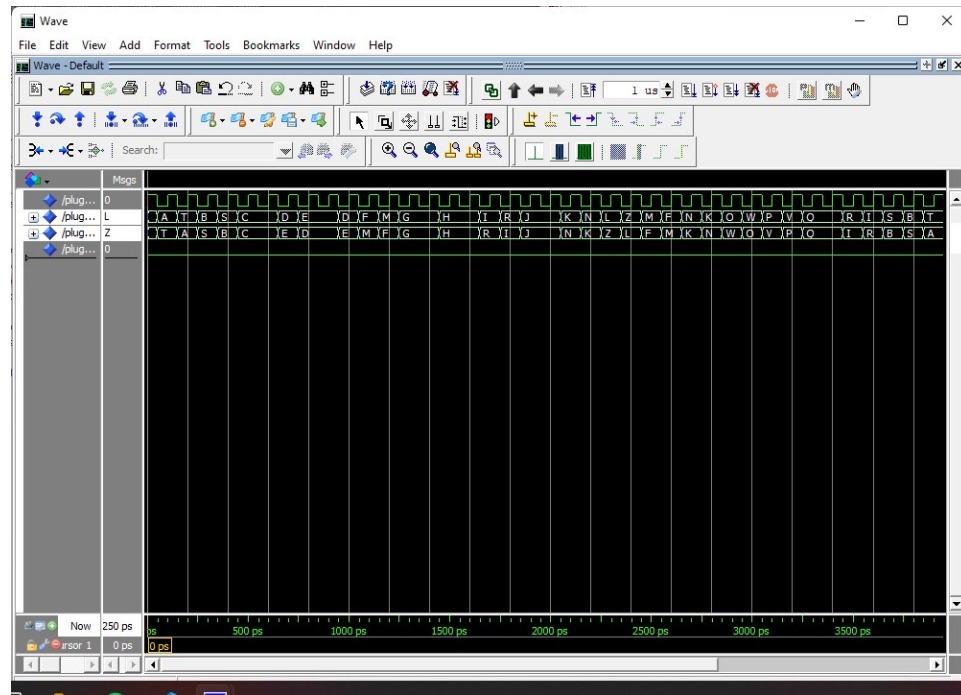 Wave
File Edit View Add Format Tools Bookmarks Window Help
Wave - Default
1 us
Search:
Msgs
/plug... 0
/plug... L A T B S C D E D F M G H I R J K N L Z M F N K O W P V Q R I S B T
/plug... Z T A S B C E D E M F G H R I J N K Z L F M K N W O V P Q I R B S A
/plug... 0
Now 250 ps ps 500 ps 1000 ps 1500 ps 2000 ps 2500 ps 3000 ps 3500 ps
ursor 1 0 ps 0 ps